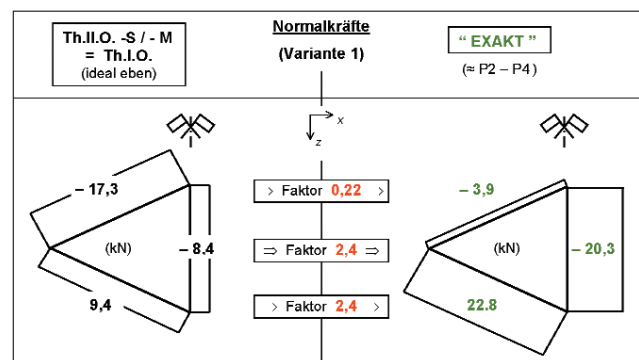 Th.II.O. -S / - M
= Th.I.O.
(ideal eben)
Normalkräfte
(Variante 1)
“ EXAKT ”
(≈ P2 – P4)
x
z
– 17,3
– 8.4
(kN)
9,4
> Faktor 0,22 >
⇒ Faktor 2,4 ⇒
> Faktor 2,4 >
– 3,9
(kN)
– 20,3
22.8